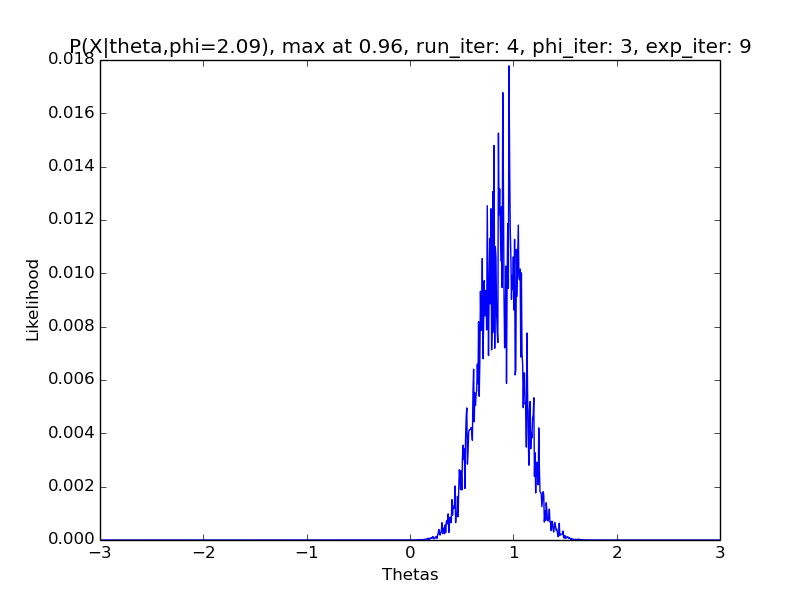 P(X|theta,phi=2.09), max at 0.96, run_iter: 4, phi_iter: 3, exp_iter: 9
0.018
0.016
0.014
0.012
0.010
0.008
0.006
0.004
0.002
0.000
Likelihood
−3 −2 −1 0 1 2 3
Thetas